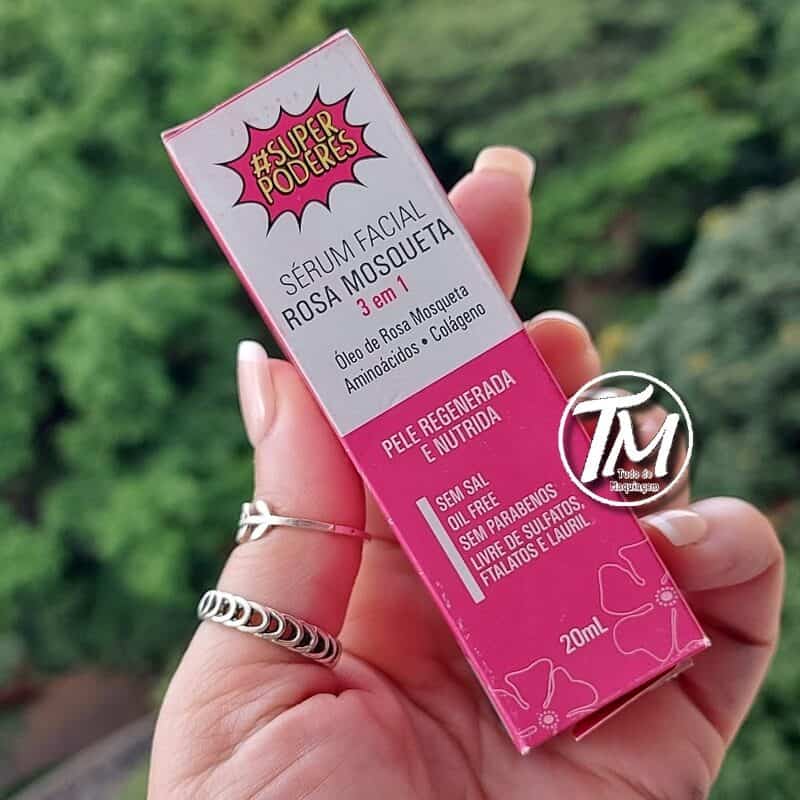 #SUPER
PODERES
SÉRUM FACIAL
ROSA MOSQUETA
3 em 1
Óleo de Rosa Mosqueta
Aminoácidos • Colágeno
PELE REGENERADA
E NUTRIDA
SEM SAL
OIL FREE
SEM PARABENOS
LIVRE DE SULFATOS,
FTALATOS E LAURIL
20mL
TM
Tudo de
Maquiagem